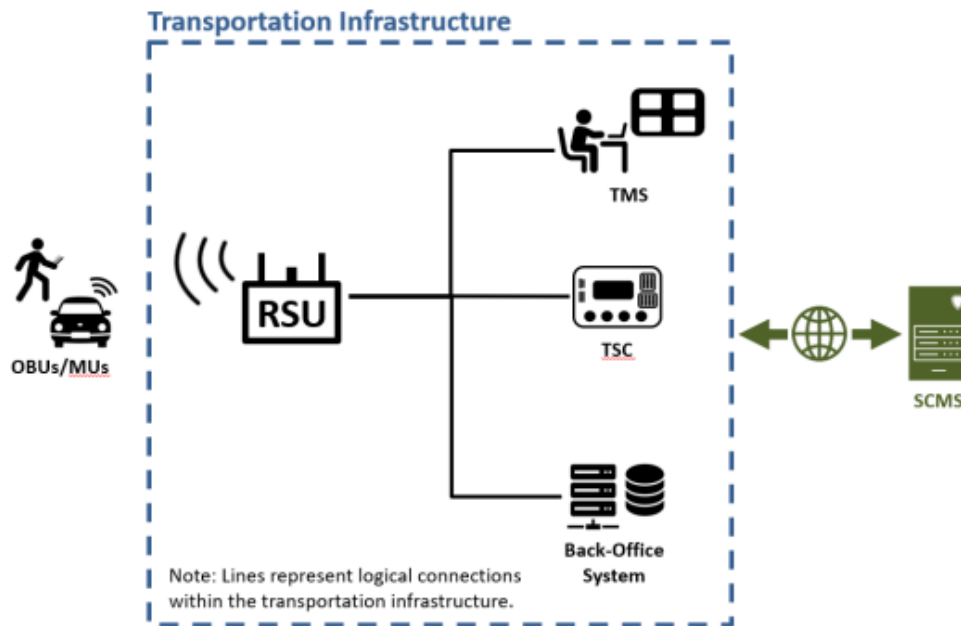 Transportation Infrastructure
TMS
RSU
OBUs/MUs
TSC
SCMS
Back-Office
System
Note: Lines represent logical connections
within the transportation infrastructure.